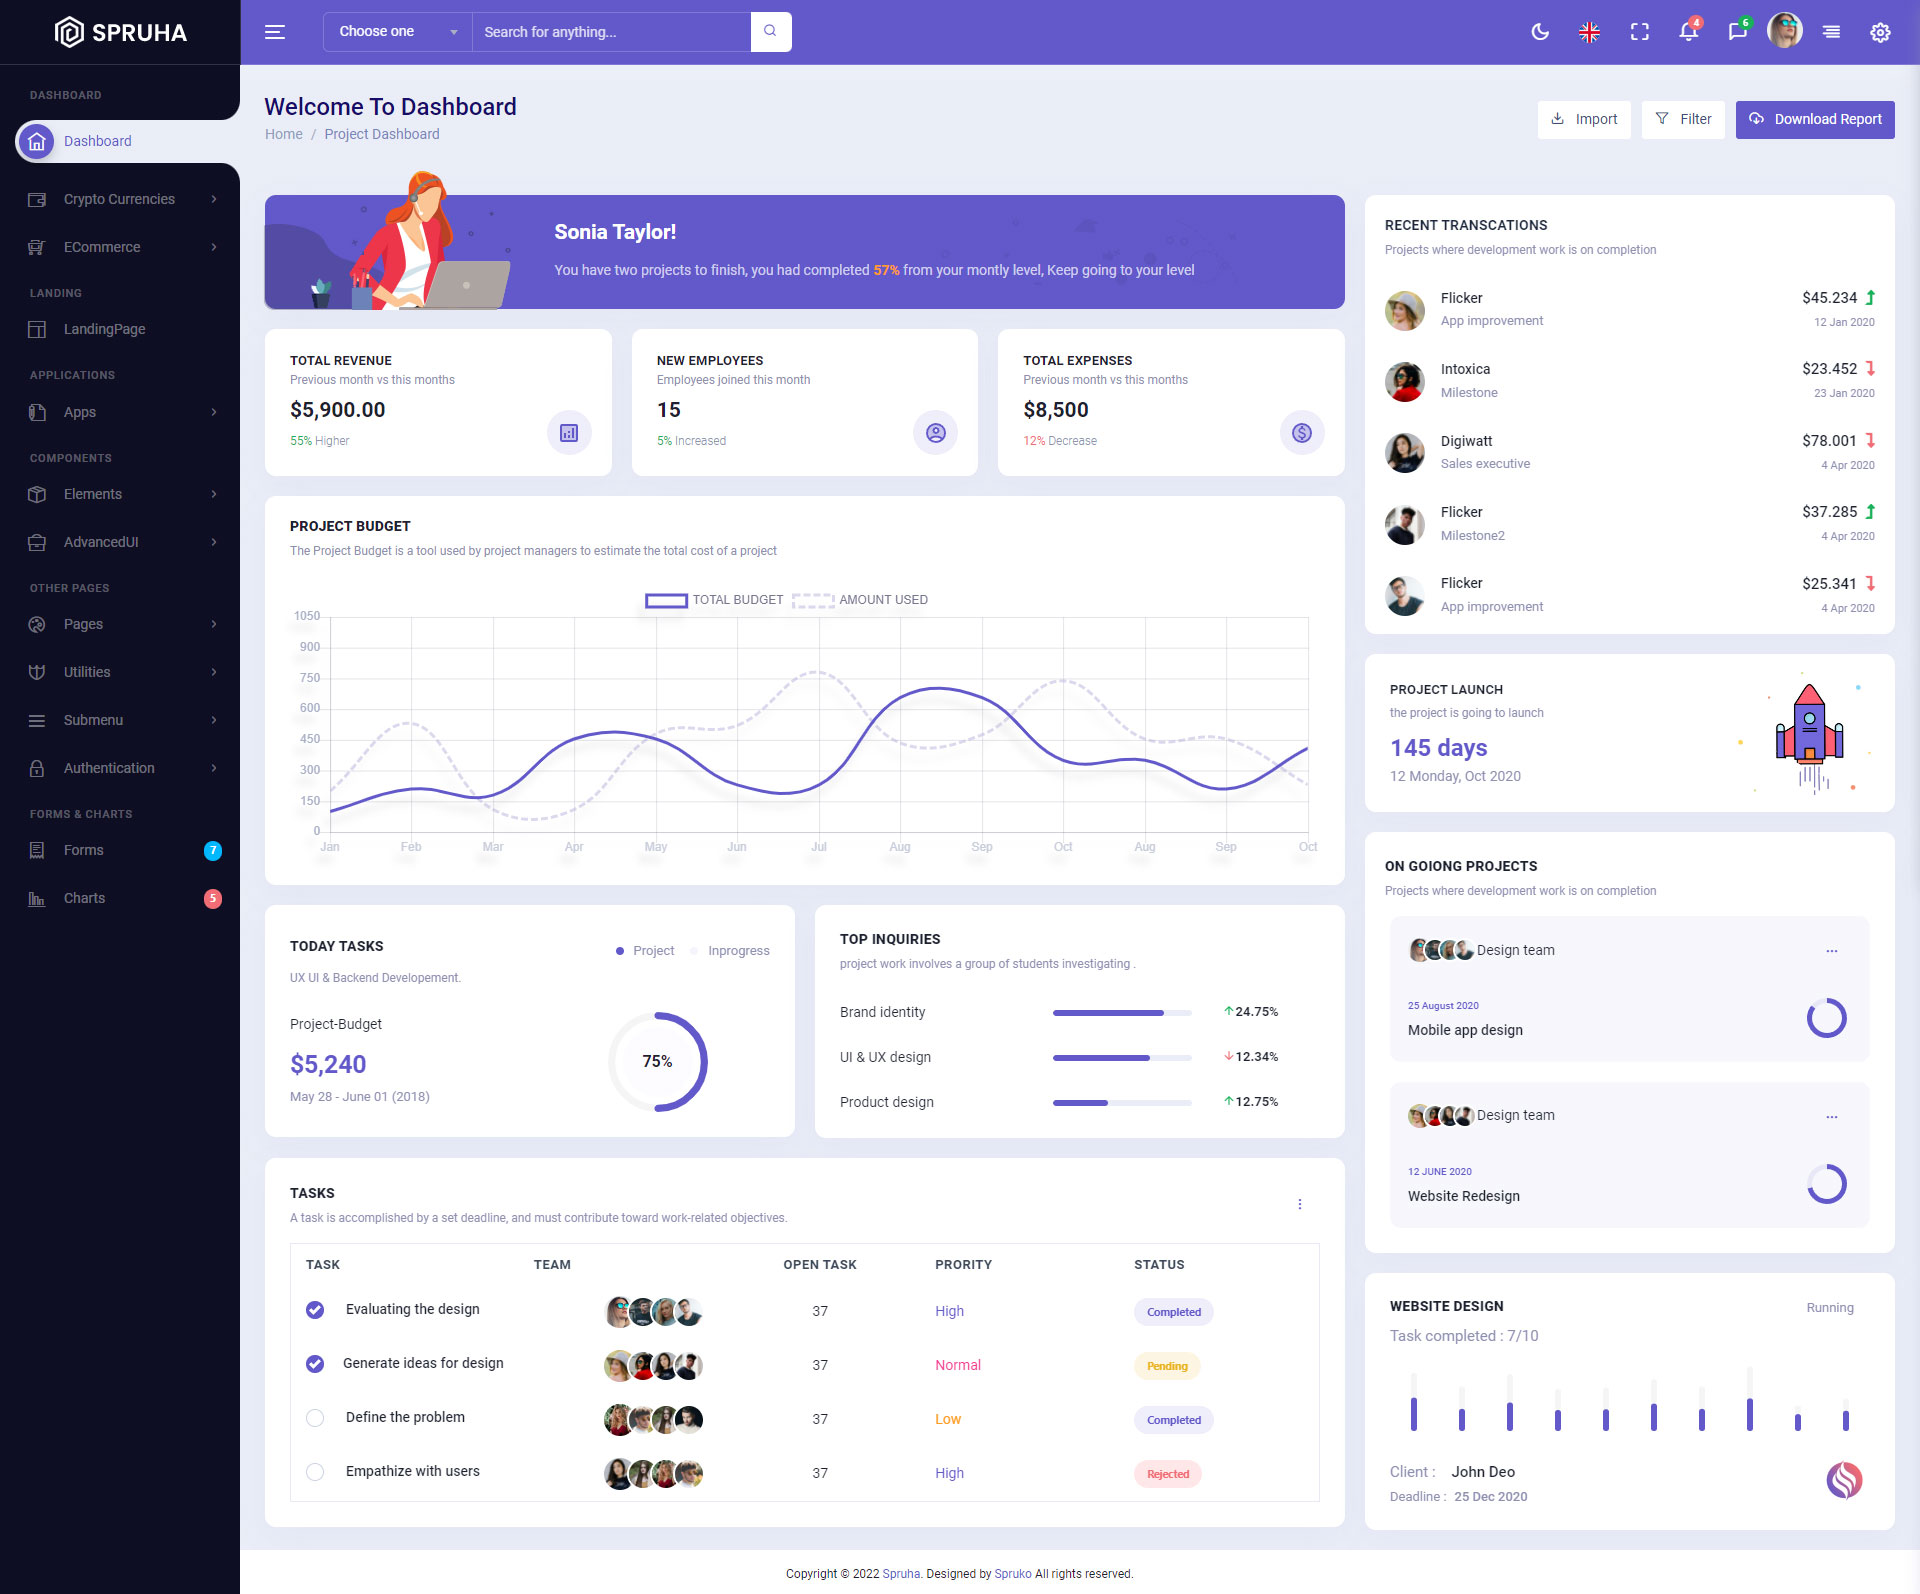 SPRUHA
Choose one
Search for anything...
4
6
DASHBOARD
Dashboard
Crypto Currencies
ECommerce
LANDING
LandingPage
APPLICATIONS
Apps
COMPONENTS
Elements
AdvancedUI
OTHER PAGES
Pages
Utilities
Submenu
Authentication
FORMS & CHARTS
Forms
7
Charts
5
Welcome To Dashboard
Home / Project Dashboard
Import
Filter
Download Report
Sonia Taylor!
You have two projects to finish, you had completed 57% from your montly level, Keep going to your level
TOTAL REVENUE
Previous month vs this months
$5,900.00
55% Higher
NEW EMPLOYEES
Employees joined this month
15
5% Increased
TOTAL EXPENSES
Previous month vs this months
$8,500
12% Decrease
PROJECT BUDGET
The Project Budget is a tool used by project managers to estimate the total cost of a project
TOTAL BUDGET AMOUNT USED
1050
900
750
600
450
300
150
0
Jan Feb Mar Apr May Jun Jul Aug Sep Oct Aug Sep Oct
TODAY TASKS
Project Inprogress
UX UI & Backend Developement.
Project-Budget
$5,240
May 28 - June 01 (2018)
75%
TOP INQUIRIES
project work involves a group of students investigating .
Brand identity 24.75%
UI & UX design 12.34%
Product design 12.75%
TASKS
A task is accomplished by a set deadline, and must contribute toward work-related objectives.
TASK TEAM OPEN TASK PRORITY STATUS
Evaluating the design 37 High Completed
Generate ideas for design 37 Normal Pending
Define the problem 37 Low Completed
Empathize with users 37 High Rejected
RECENT TRANSCATIONS
Projects where development work is on completion
Flicker $45.234
App improvement 12 Jan 2020
Intoxica $23.452
Milestone 23 Jan 2020
Digiwatt $78.001
Sales executive 4 Apr 2020
Flicker $37.285
Milestone2 4 Apr 2020
Flicker $25.341
App improvement 4 Apr 2020
PROJECT LAUNCH
the project is going to launch
145 days
12 Monday, Oct 2020
ON GOIONG PROJECTS
Projects where development work is on completion
Design team
25 August 2020
Mobile app design
Design team
12 JUNE 2020
Website Redesign
WEBSITE DESIGN
Running
Task completed : 7/10
Client : John Deo
Deadline : 25 Dec 2020
Copyright © 2022 Spruha. Designed by Spruko All rights reserved.